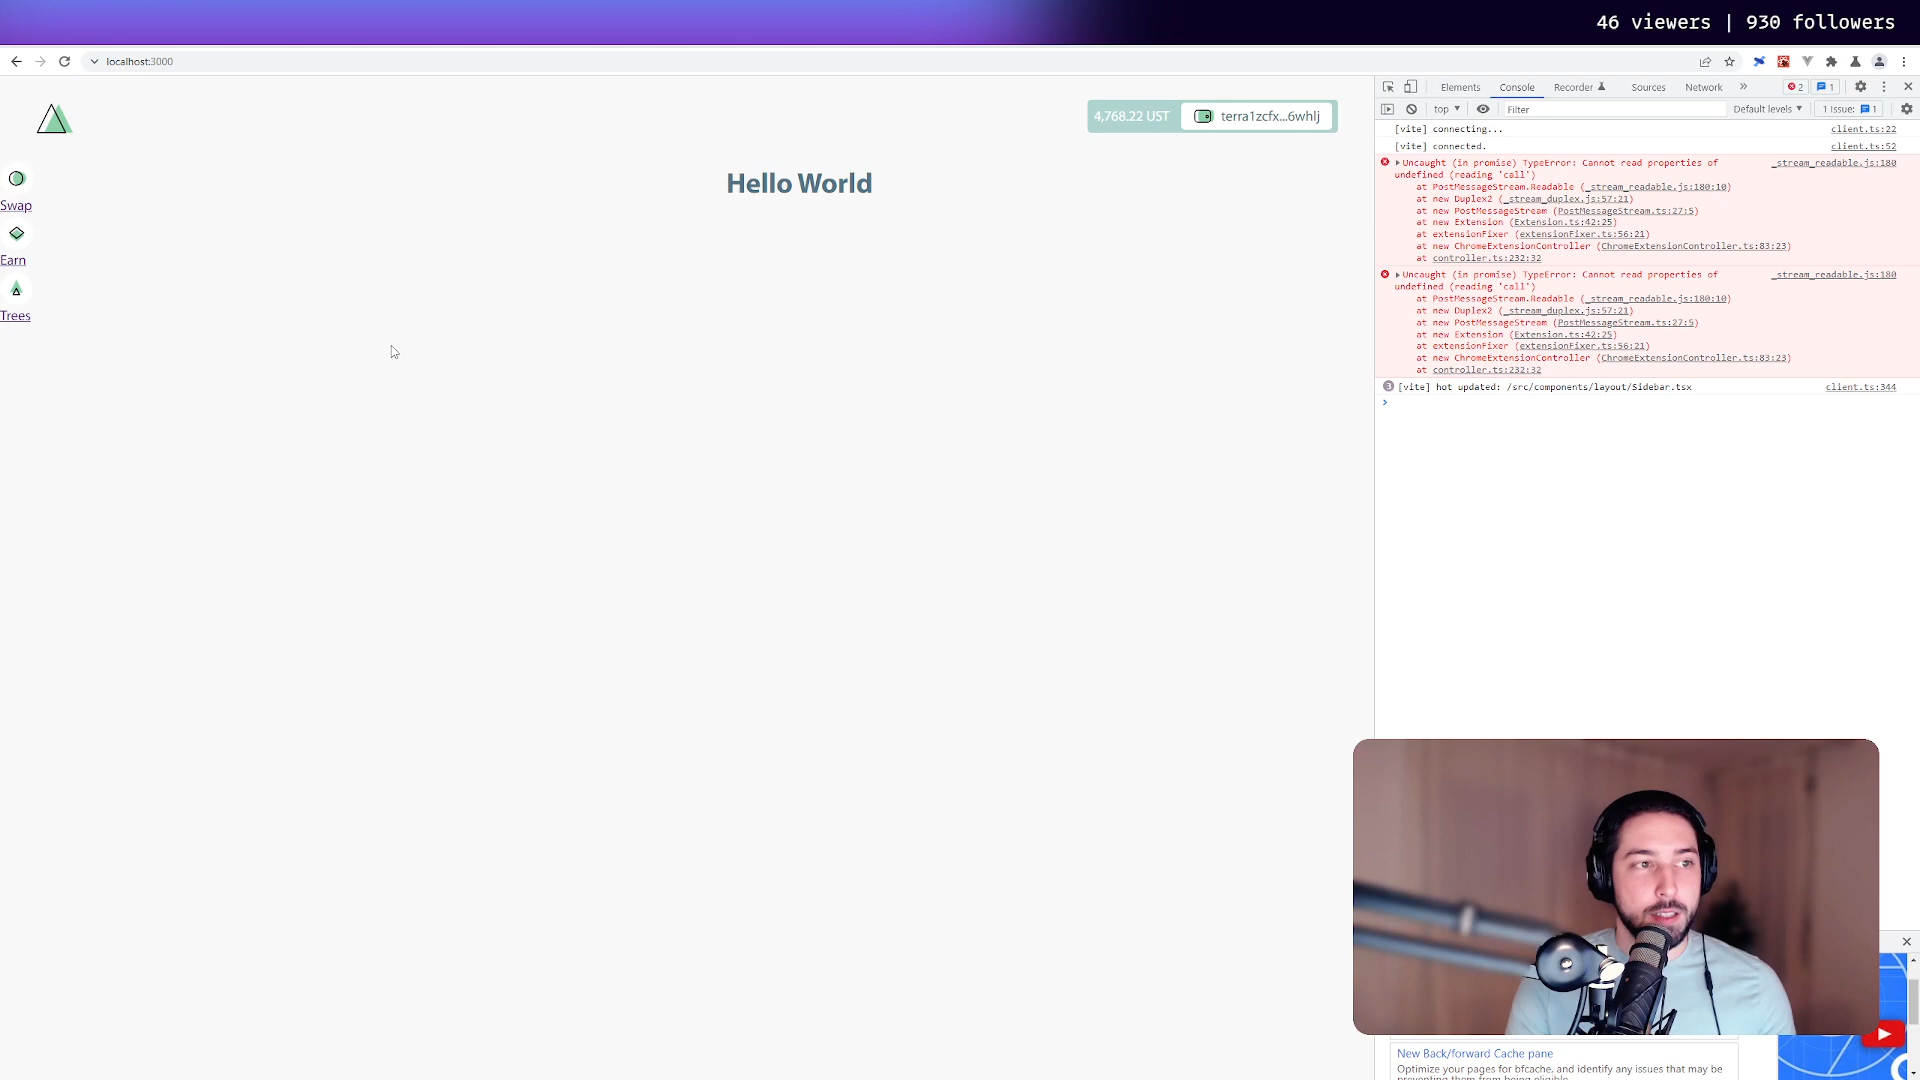 46 viewers | 930 followers
localhost:3000
Elements Console Recorder Sources Network 2 1
top Filter Default levels 1 Issue: 1
4,768.22 UST terra1zcfx...6whlj
Swap
Earn
Trees
Hello World
[vite] connecting... client.ts:22
[vite] connected. client.ts:52
Uncaught (in promise) TypeError: Cannot read properties of _stream_readable.js:180
undefined (reading 'call')
at PostMessageStream.Readable (_stream_readable.js:180:10)
at new Duplex2 (_stream_duplex.js:57:21)
at new PostMessageStream (PostMessageStream.ts:27:5)
at new Extension (Extension.ts:42:25)
at extensionFixer (extensionFixer.ts:56:21)
at new ChromeExtensionController (ChromeExtensionController.ts:83:23)
at controller.ts:232:32
Uncaught (in promise) TypeError: Cannot read properties of _stream_readable.js:180
undefined (reading 'call')
at PostMessageStream.Readable (_stream_readable.js:180:10)
at new Duplex2 (_stream_duplex.js:57:21)
at new PostMessageStream (PostMessageStream.ts:27:5)
at new Extension (Extension.ts:42:25)
at extensionFixer (extensionFixer.ts:56:21)
at new ChromeExtensionController (ChromeExtensionController.ts:83:23)
at controller.ts:232:32
3 [vite] hot updated: /src/components/layout/Sidebar.tsx client.ts:344
New Back/forward Cache pane
Optimize your pages for bfcache, and identify any issues that may be
preventing them from being eligible.